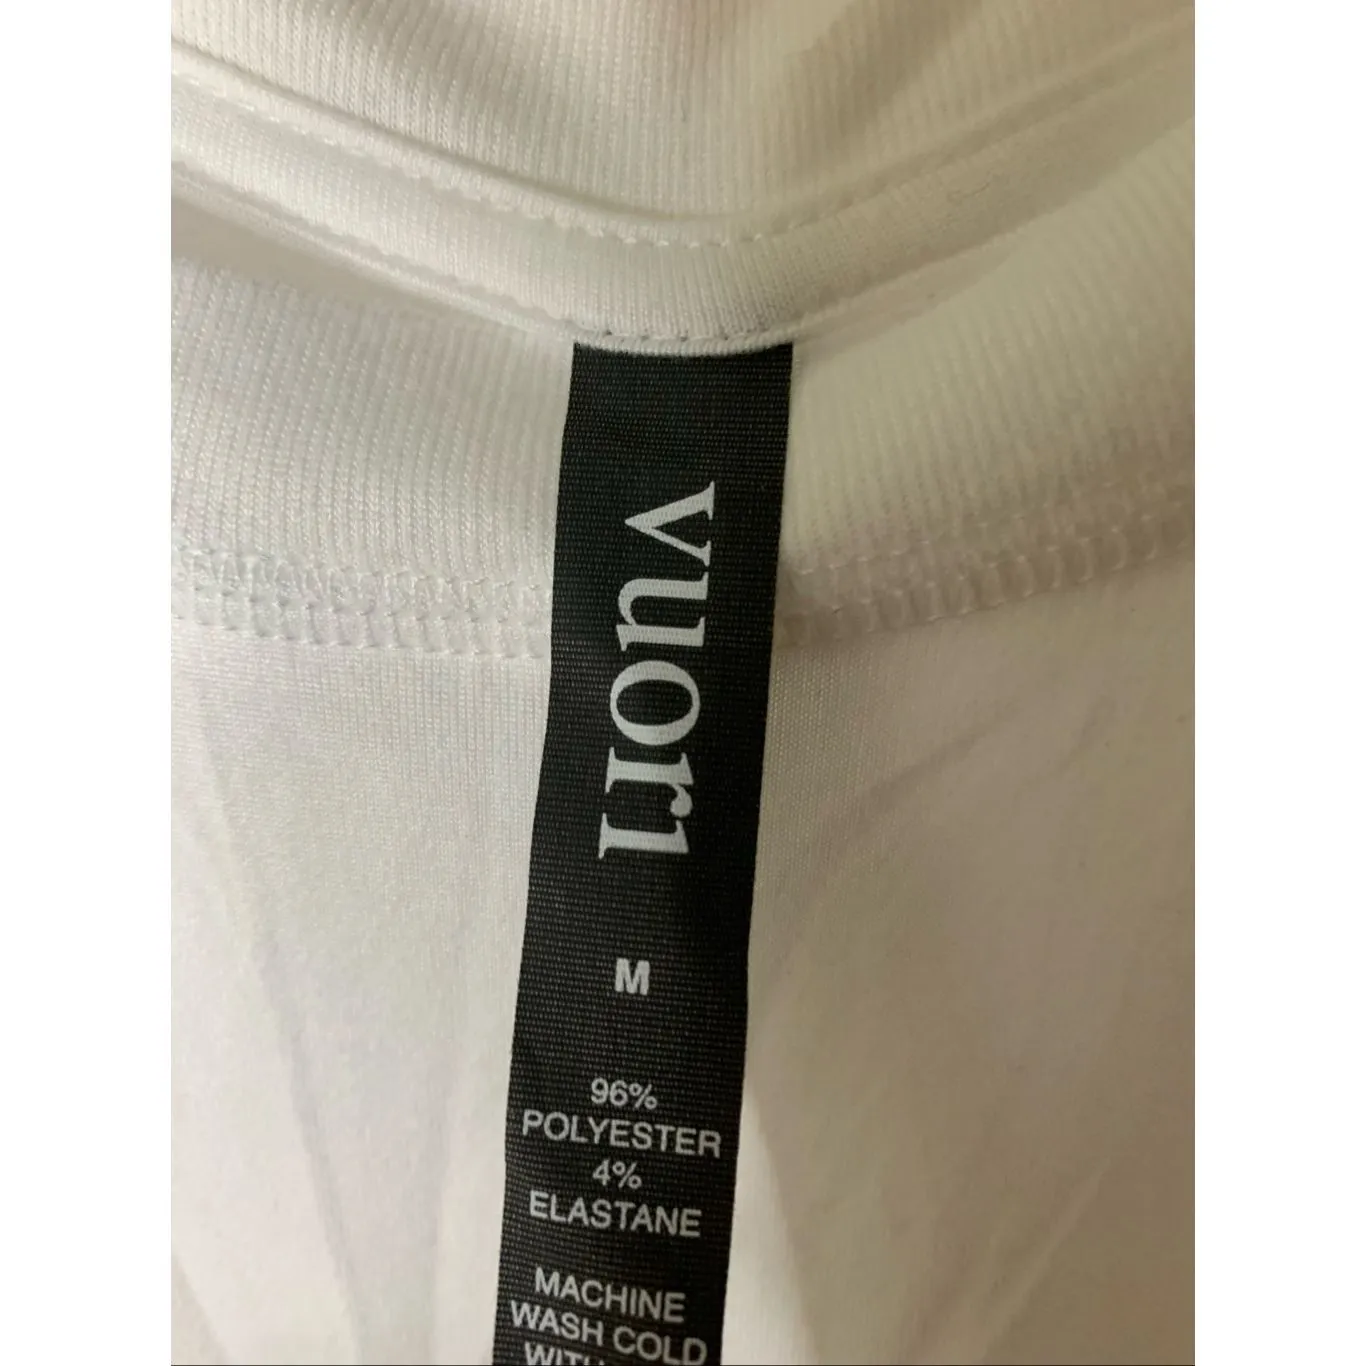 vuori
M
96%
POLYESTER
4%
ELASTANE
MACHINE
WASH COLD